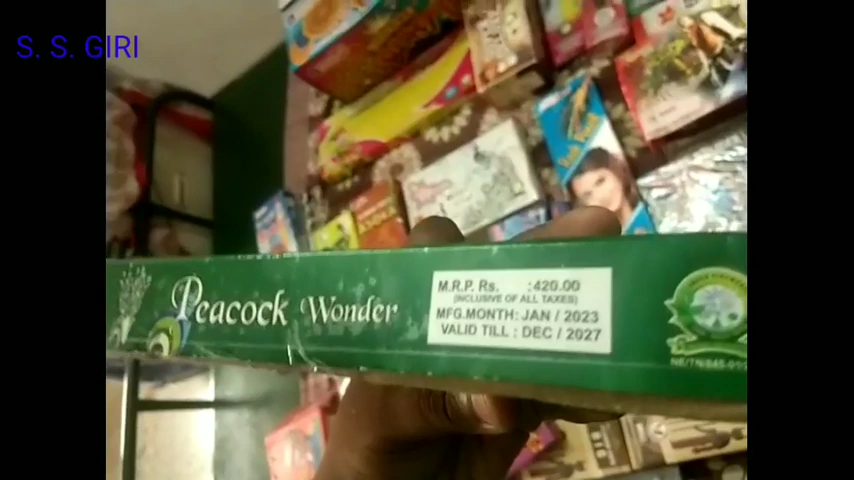 S. S. GIRI
Peacock Wonder
M.R.P. Rs. :420.00
(INCLUSIVE OF ALL TAXES)
MFG.MONTH: JAN / 2023
VALID TILL : DEC / 2027